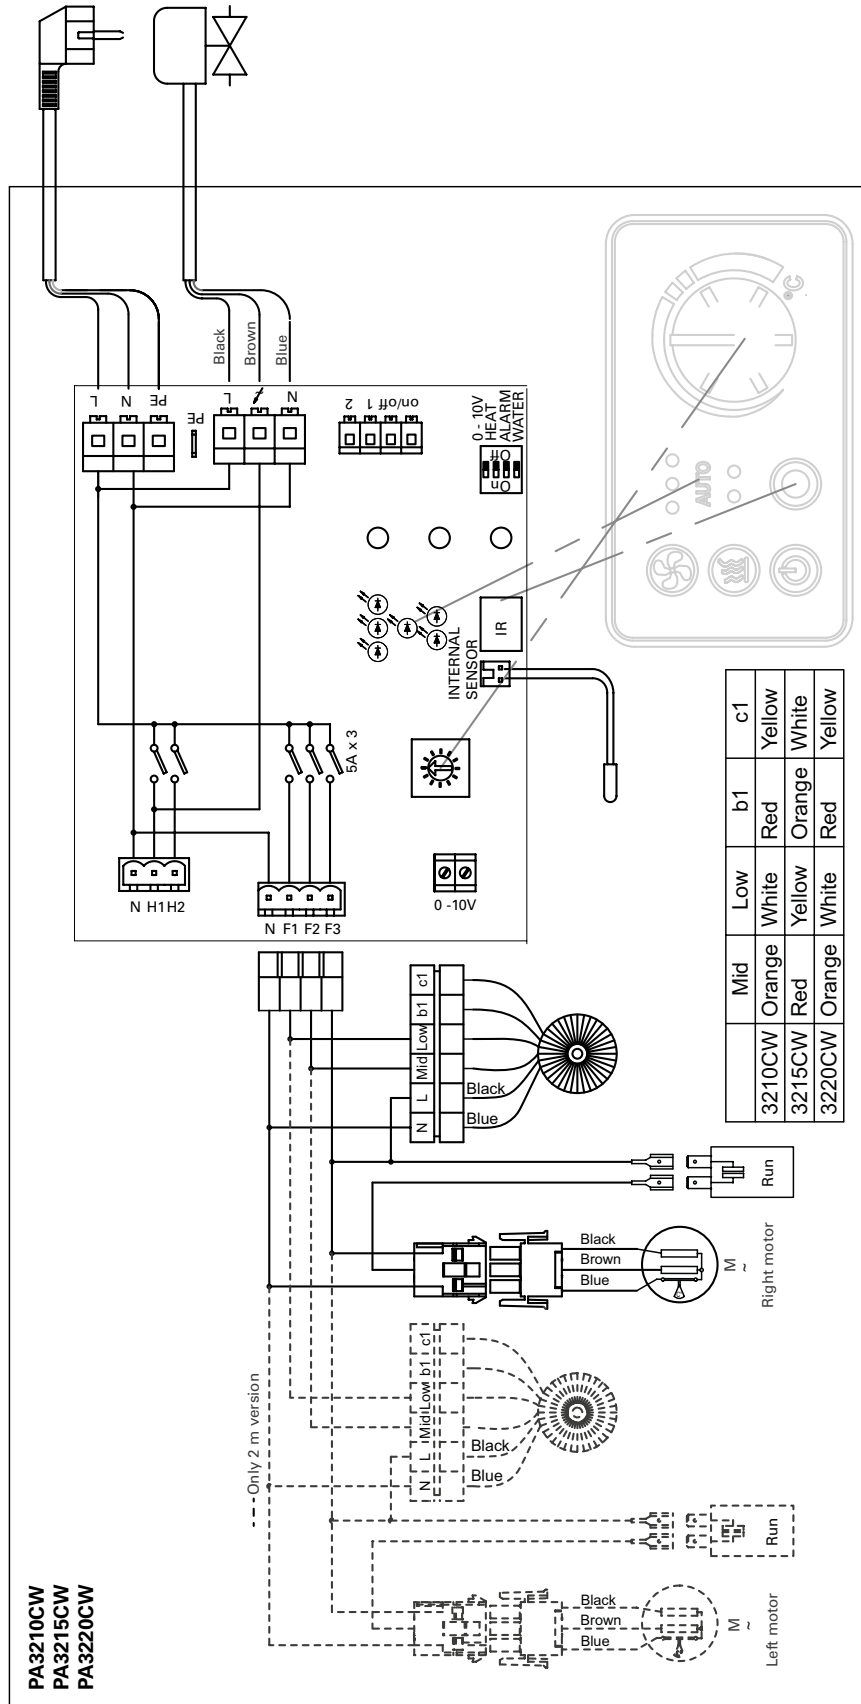 L
N
PE
PE
Black
Brown
Blue
L
N
2
1
on/off
0 - 10V
HEAT
ALARM
WATER
Off
On
°C
AUTO
IR
INTERNAL
SENSOR
5A x 3
N H1 H2
N F1 F2 F3
0 -10V
N L Mid Low b1 c1
Black
Blue
Mid Low b1 c1
3210CW Orange White Red Yellow
3215CW Red Yellow Orange White
3220CW Orange White Red Yellow
Run
Black
Brown
Blue
M
~
Right motor
Only 2 m version
N L Mid Low b1 c1
Black
Blue
Run
Black
Brown
Blue
M
~
Left motor
PA3210CW
PA3215CW
PA3220CW